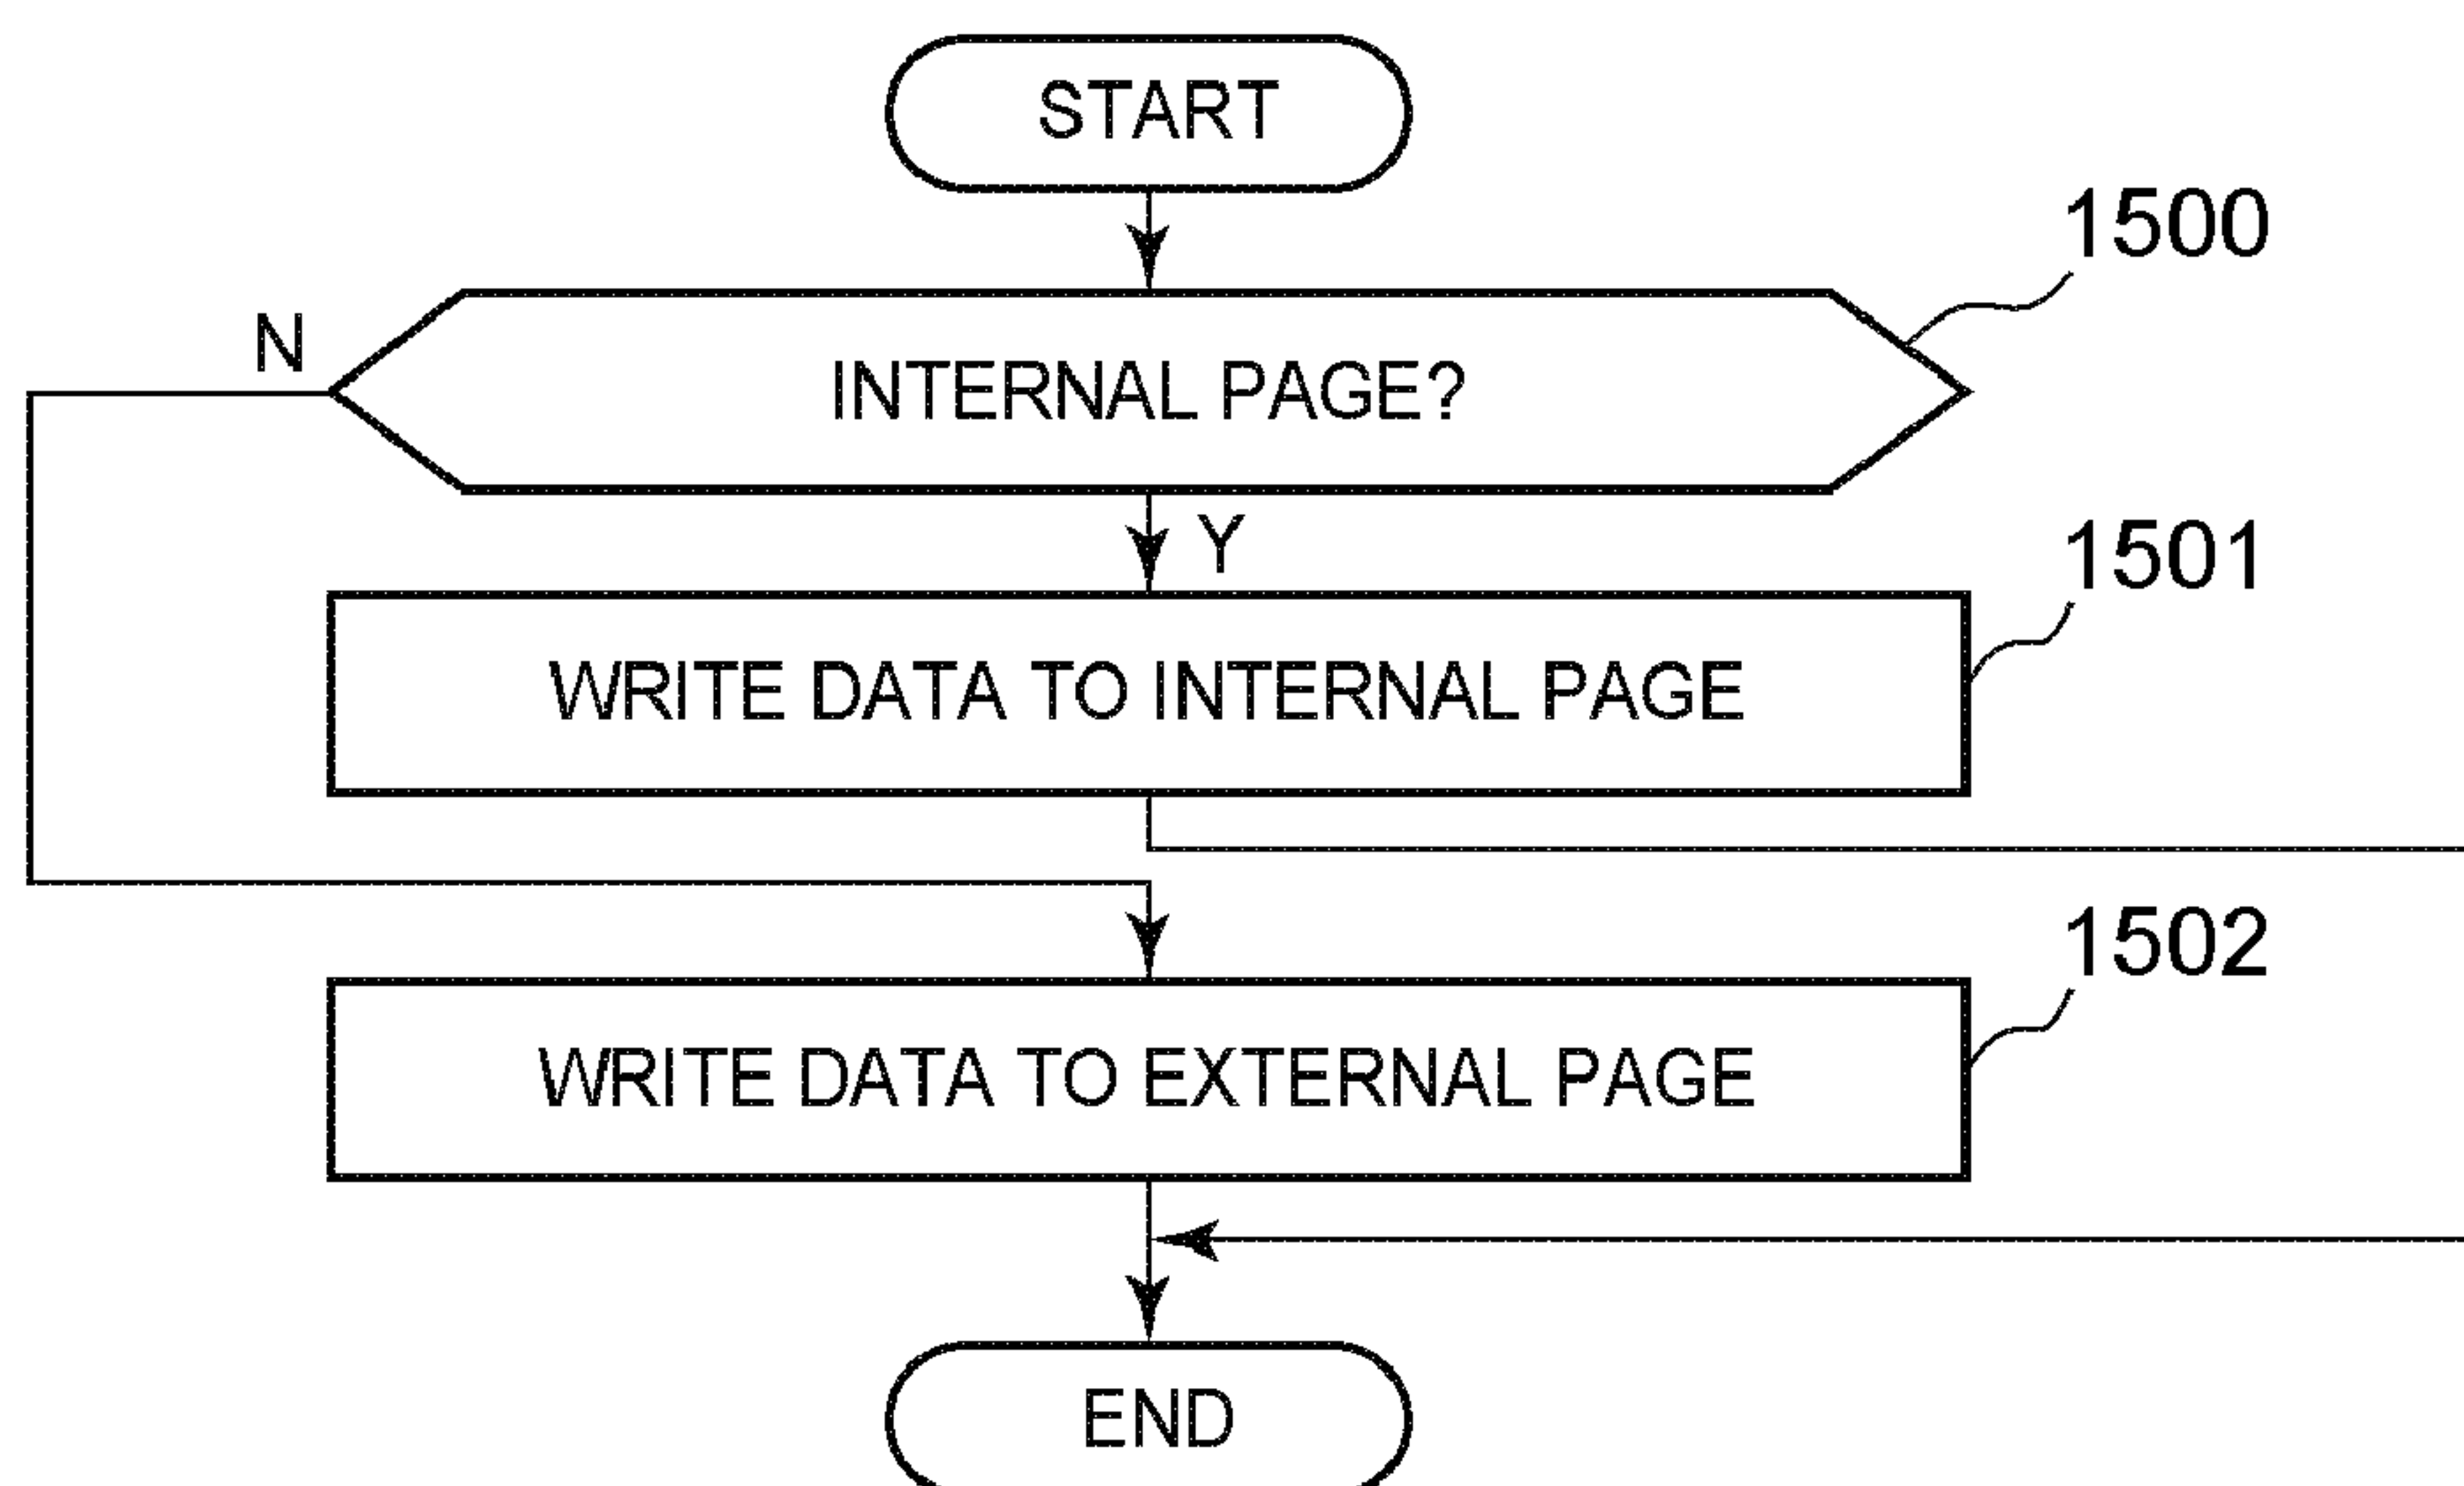 START
1500
N
INTERNAL PAGE?
Y
1501
WRITE DATA TO INTERNAL PAGE
1502
WRITE DATA TO EXTERNAL PAGE
END